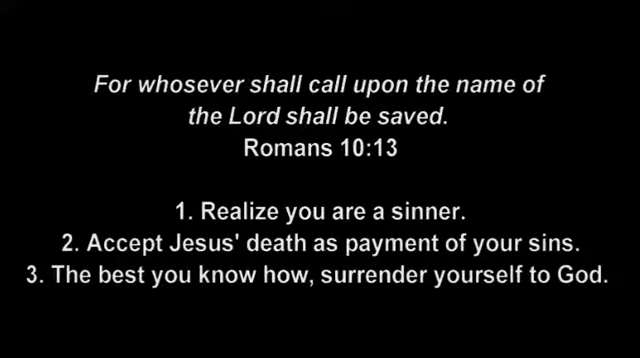 For whosever shall call upon the name of
the Lord shall be saved.
Romans 10:13
1. Realize you are a sinner.
2. Accept Jesus' death as payment of your sins.
3. The best you know how, surrender yourself to God.